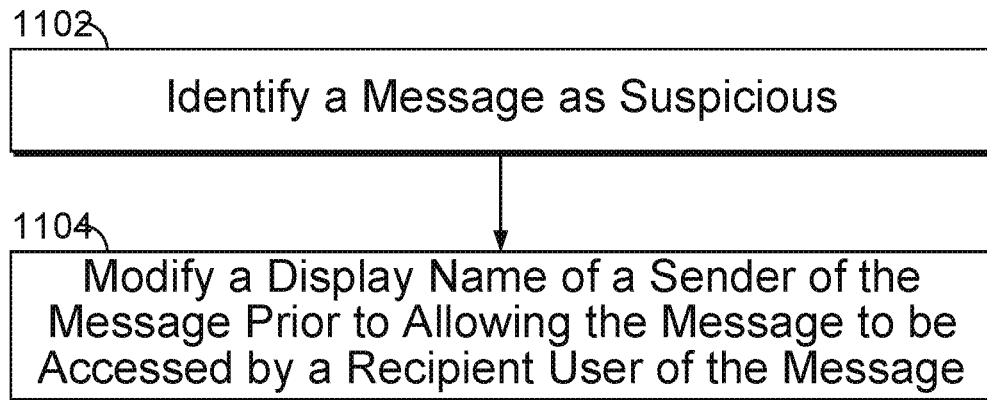 1102
Identify a Message as Suspicious
1104
Modify a Display Name of a Sender of the
Message Prior to Allowing the Message to be
Accessed by a Recipient User of the Message